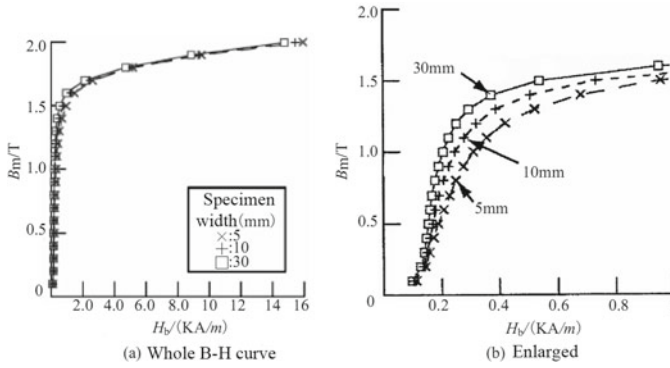 2.0
1.5
1.0
0.5
0
Bm/T
Specimen
width(mm)
×:5
+:10
□:30
2.0 4.0 6.0 8.0 10 12 14 16
Hb/(KA/m)
(a) Whole B-H curve
2.0
1.5
1.0
0.5
0
Bm/T
30mm
10mm
5mm
0.2 0.4 0.6 0.8
Hb/(KA/m)
(b) Enlarged